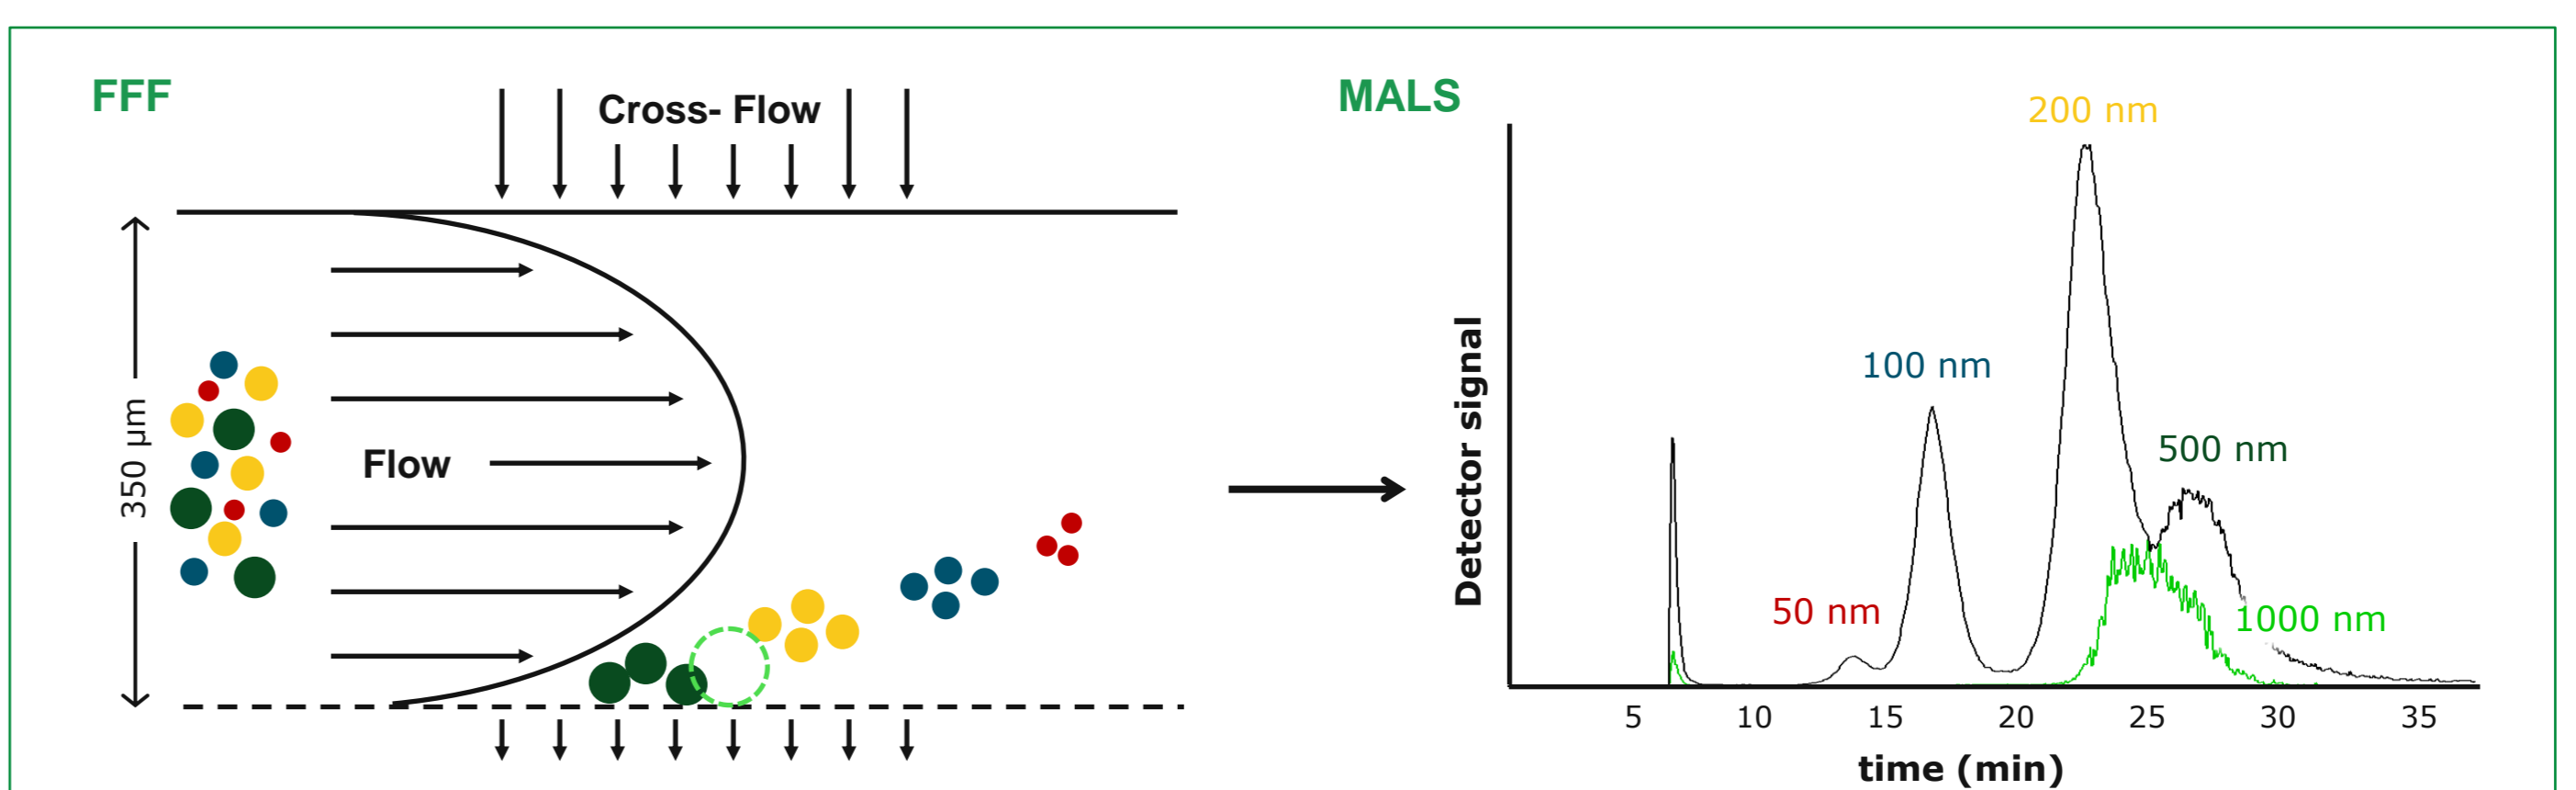 FFF
Cross- Flow
350 µm
Flow
MALS
200 nm
100 nm
500 nm
50 nm
1000 nm
Detector signal
5 10 15 20 25 30 35
time (min)